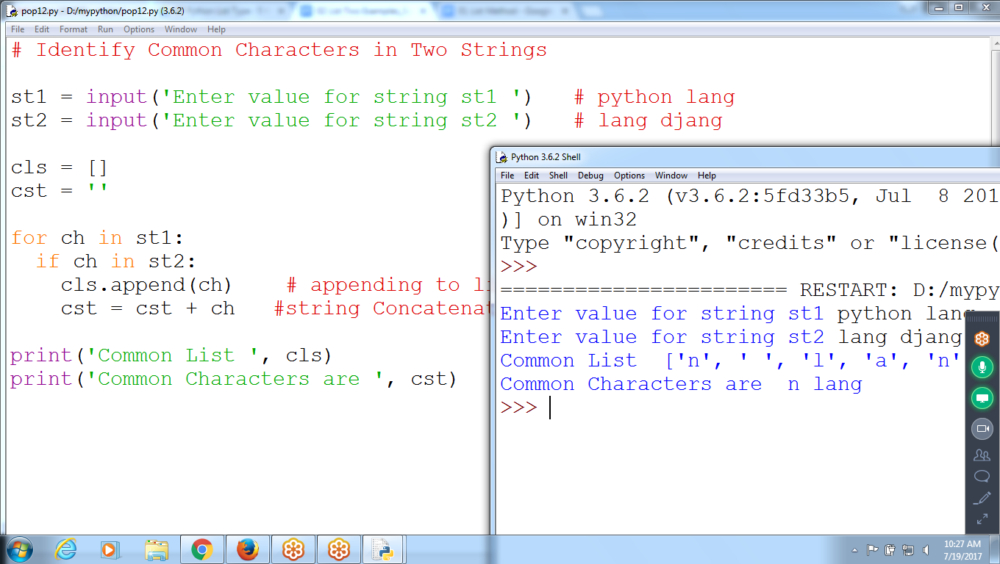 pop12.py - D:/mypython/pop12.py (3.6.2)
File Edit Format Run Options Window Help
# Identify Common Characters in Two Strings
st1 = input('Enter value for string st1 ') # python lang
st2 = input('Enter value for string st2 ') # lang djang
cls = []
cst = ''
for ch in st1:
if ch in st2:
cls.append(ch) # appending to li
cst = cst + ch #string Concatenat
print('Common List ', cls)
print('Common Characters are ', cst)
Python 3.6.2 Shell
File Edit Shell Debug Options Window Help
Python 3.6.2 (v3.6.2:5fd33b5, Jul 8 201
)] on win32
Type "copyright", "credits" or "license(
>>>
======================= RESTART: D:/mypy
Enter value for string st1 python lang
Enter value for string st2 lang djang
Common List ['n', ' ', 'l', 'a', 'n'
Common Characters are n lang
>>>
10:27 AM
7/19/2017